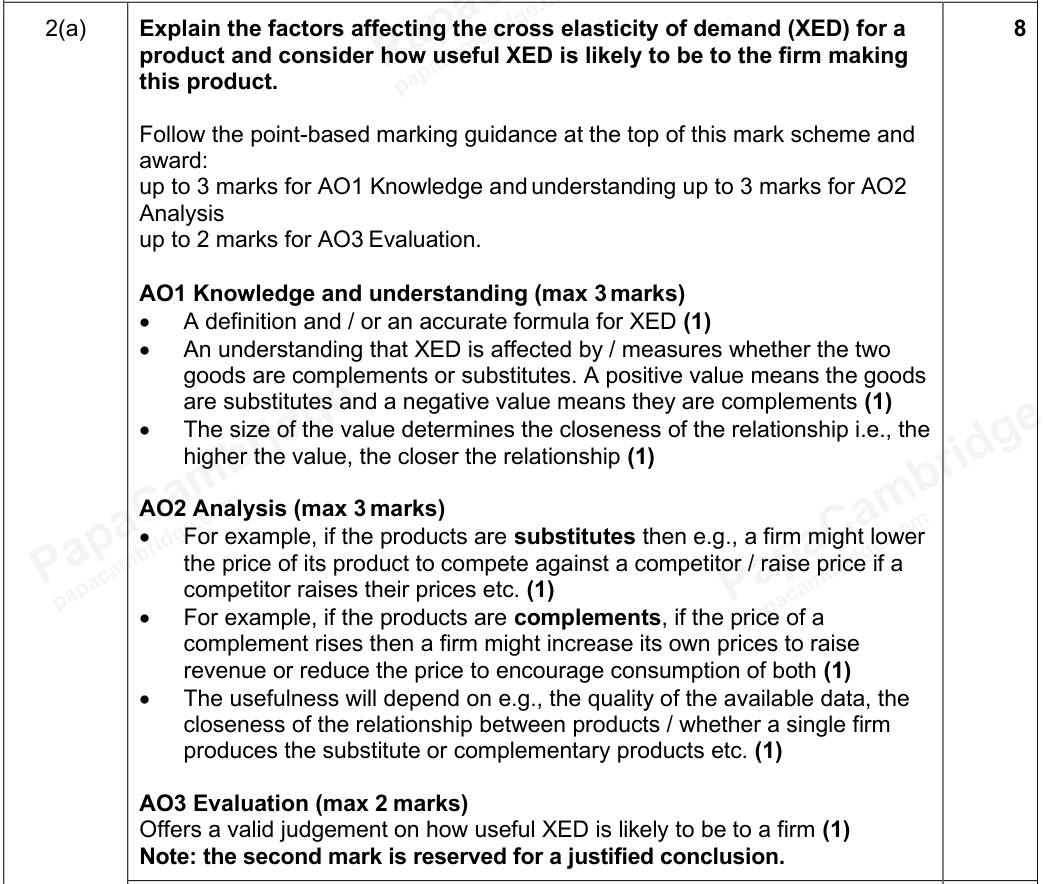 2(a)
Explain the factors affecting the cross elasticity of demand (XED) for a
product and consider how useful XED is likely to be to the firm making
this product.
8
Follow the point-based marking guidance at the top of this mark scheme and
award:
up to 3 marks for AO1 Knowledge and understanding up to 3 marks for AO2
Analysis
up to 2 marks for AO3 Evaluation.
AO1 Knowledge and understanding (max 3 marks)
• A definition and / or an accurate formula for XED (1)
• An understanding that XED is affected by / measures whether the two
goods are complements or substitutes. A positive value means the goods
are substitutes and a negative value means they are complements (1)
• The size of the value determines the closeness of the relationship i.e., the
higher the value, the closer the relationship (1)
AO2 Analysis (max 3 marks)
• For example, if the products are substitutes then e.g., a firm might lower
the price of its product to compete against a competitor / raise price if a
competitor raises their prices etc. (1)
• For example, if the products are complements, if the price of a
complement rises then a firm might increase its own prices to raise
revenue or reduce the price to encourage consumption of both (1)
• The usefulness will depend on e.g., the quality of the available data, the
closeness of the relationship between products / whether a single firm
produces the substitute or complementary products etc. (1)
AO3 Evaluation (max 2 marks)
Offers a valid judgement on how useful XED is likely to be to a firm (1)
Note: the second mark is reserved for a justified conclusion.
PapaCambridge
papacambridge.com
PapaCambridge
papacambridge.com